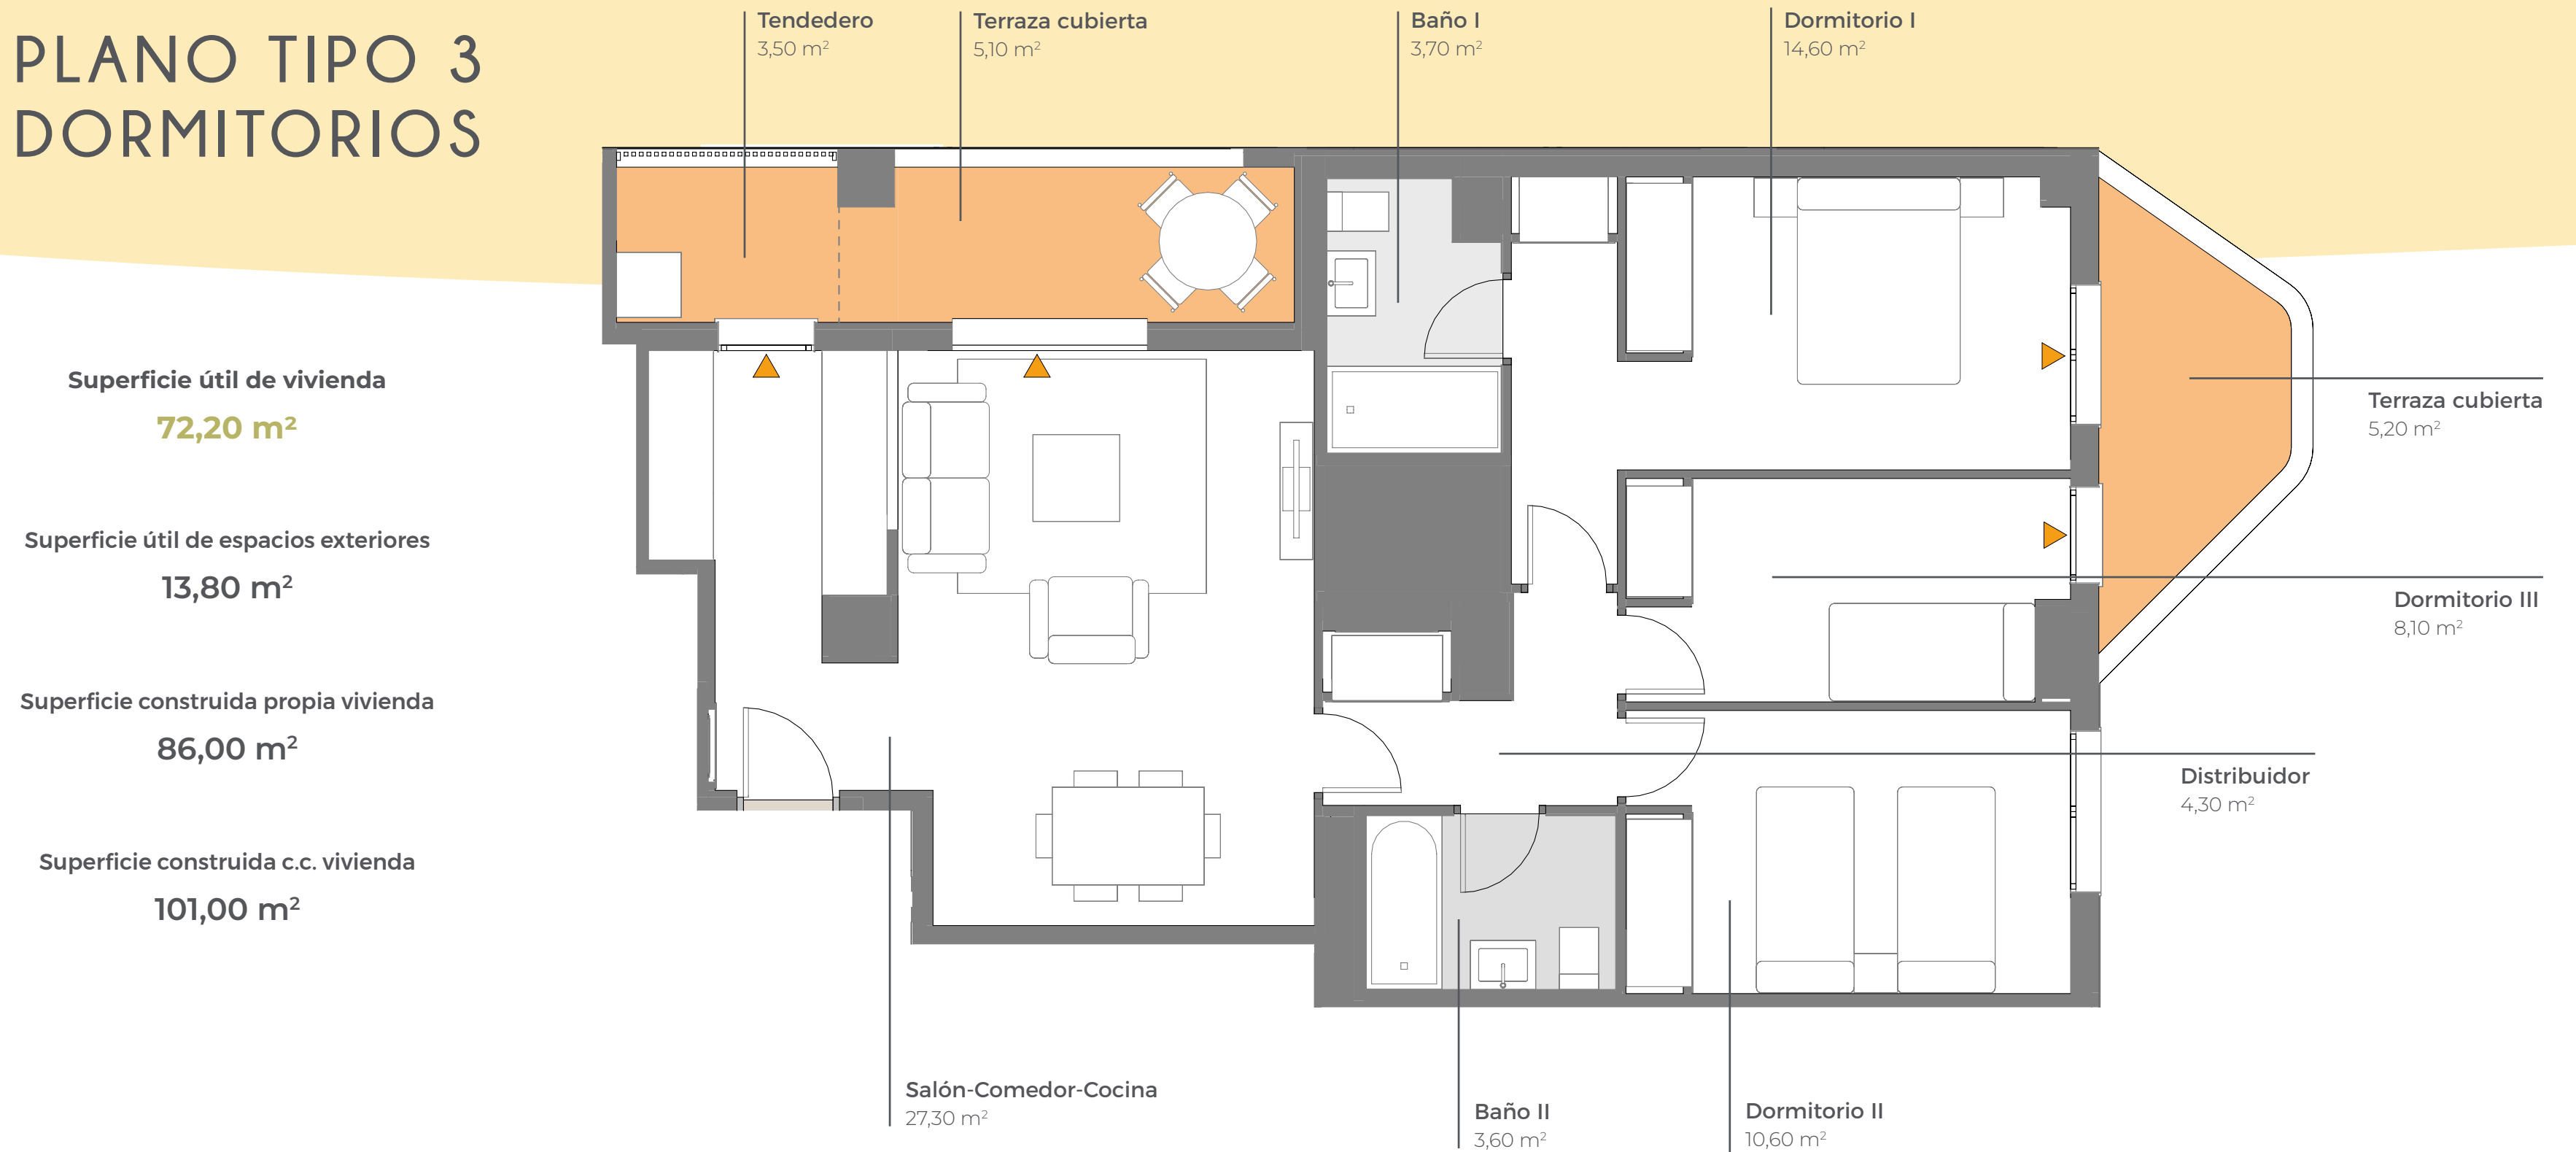 PLANO TIPO 3
DORMITORIOS
Tendedero
3,50 m²
Terraza cubierta
5,10 m²
Baño I
3,70 m²
Dormitorio I
14,60 m²
Superficie útil de vivienda
72,20 m²
Superficie útil de espacios exteriores
13,80 m²
Superficie construida propia vivienda
86,00 m²
Superficie construida c.c. vivienda
101,00 m²
Terraza cubierta
5,20 m²
Dormitorio III
8,10 m²
Distribuidor
4,30 m²
Salón-Comedor-Cocina
27,30 m²
Baño II
3,60 m²
Dormitorio II
10,60 m²